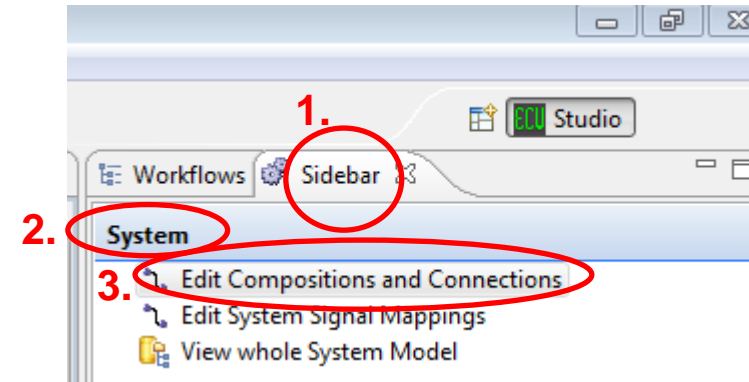 1.
ECU Studio
Workflows Sidebar
2. System
3. Edit Compositions and Connections
Edit System Signal Mappings
View whole System Model